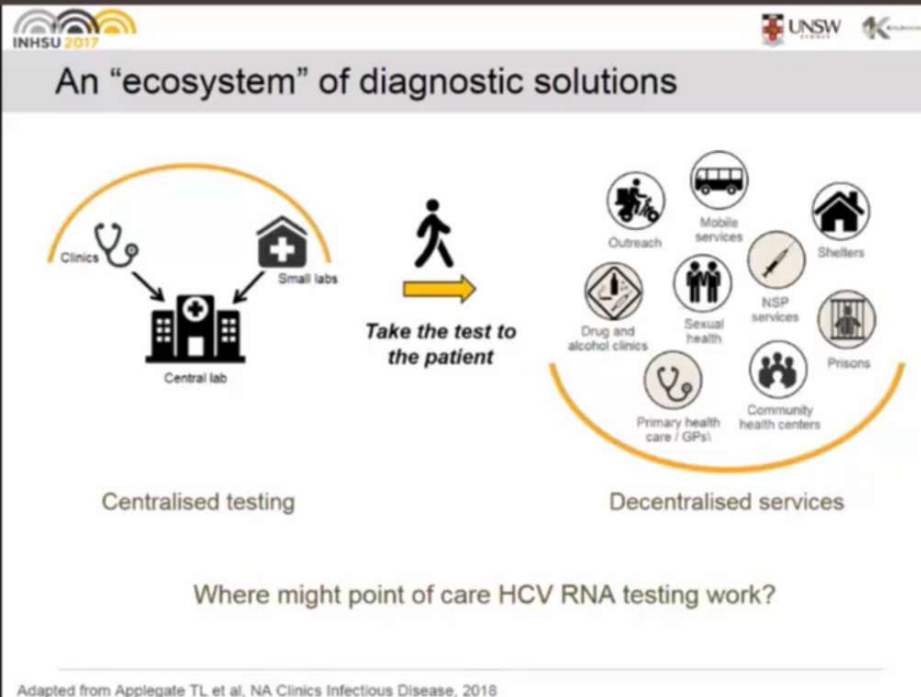 INHSU 2017
UNSW
An “ecosystem” of diagnostic solutions
Clinics
Small labs
Central lab
Take the test to
the patient
Outreach
Mobile
services
Shelters
Drug and
alcohol clinics
Sexual
health
NSP
services
Prisons
Primary health
care / GPs\
Community
health centers
Centralised testing
Decentralised services
Where might point of care HCV RNA testing work?
Adapted from Applegate TL et al, NA Clinics Infectious Disease, 2018